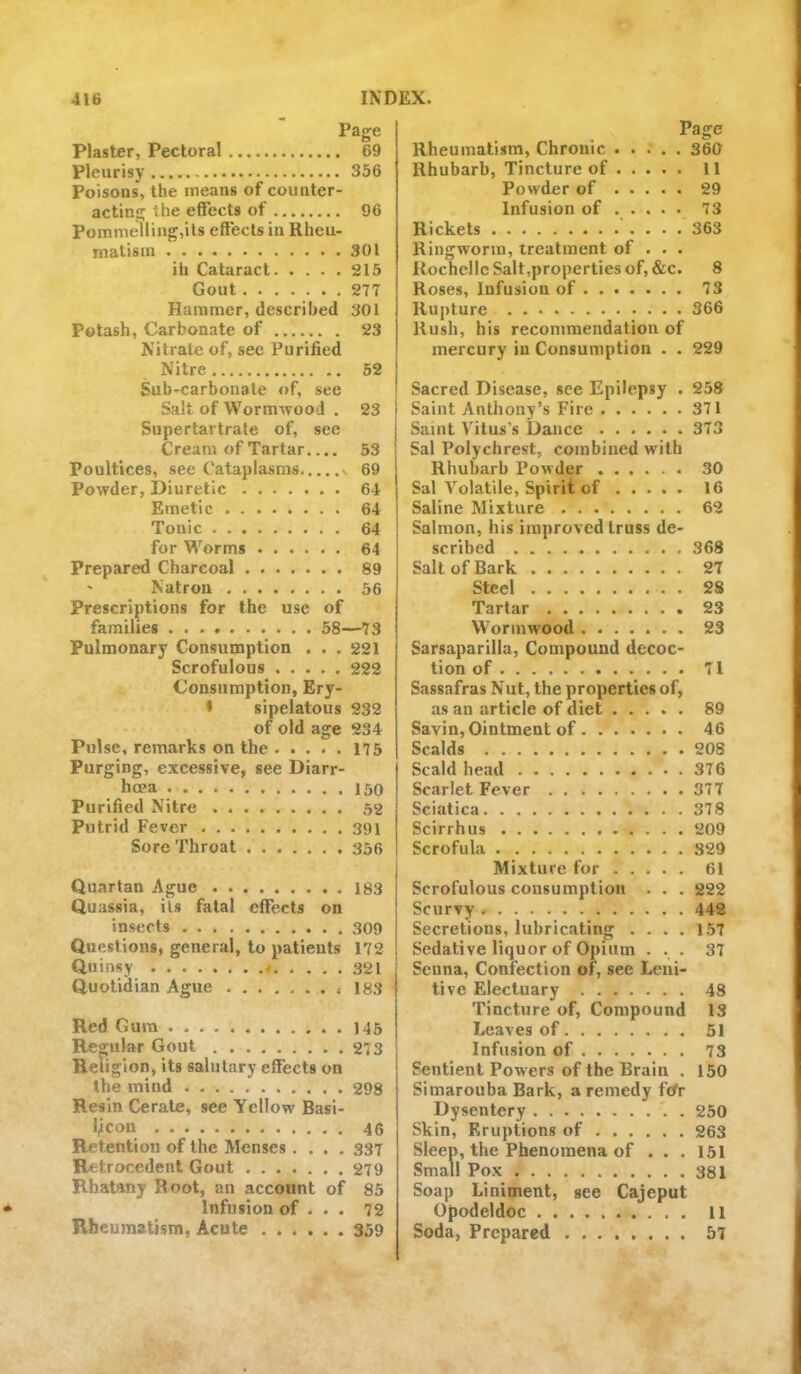 416 INDEX.
Page
Plaster, Pectoral .............. 69
Pleurisy ...................... 356
Poisons, the means of counter-
acting the effects of ........ 96
Pommelling,its effects in Rheu-
matism ............ 301
ih Cataract. .... 215
Gout ....... 277
Hammer, described 301
Potash, Carbonate of ....... 23
Nitrate of, see Purified
Nitre .............. 52
Sub-carbonate of, see
Salt of Wormwood . 23
Supertartrate of, see
Cream of Tartar.... 53
Poultices, see Cataplasms...... 69
Powder, Diuretic ....... 64
Emetic ........ 64
Tonic ......... 64
for Worms ...... 64
Prepared Charcoal ....... 89
Natron ........ 56
Prescriptions for the use of
families .......... 58—73
Pulmonary Consumption ... 221
Scrofulous ..... 222
Consumption, Ery-
sipelatous 232
of old age 234
Pulse, remarks on the ..... 175
Purging, excessive, see Diarr-
hœa ............ 150
Purified Nitre ......... 52
Putrid Fever .......... 391
Sore Throat ....... 356
Quartan Ague ......... 183
Quassia, its fatal effects on
insects ........... 309
Questions, general, to patients 172
Quinsy ............. 321
Quotidian Ague ........ 183
Red Gum ............ 145
Regular Gout ......... 273
Religion, its salutary effects on
the mind ........... 298
Resin Cerate, see Yellow Basi-
licon ............. 46
Retention of the Menses .... 337
Retrocedent Gout ....... 279
Rhatany Root, an account of 85
Infusion of ... 72
Rheumatism, Acute ...... 359
Page
Rheumatism, Chronic ..... 360
Rhubarb, Tincture of ..... 11
Powder of ..... 29
Infusion of ..... 73
Rickets ............. 363
Ringworm, treatment of ...
Rochelle Salt,properties of, &c. 8
Roses, Infusion of ....... 73
Rupture ............ 366
Rush, his recommendation of
mercury in Consumption .. 229
Sacred Disease, see Epilepsy . 258
Saint Anthony's Fire ...... 371
Saint Vitus's Dance ...... 373
Sal Polychrest, combined with
Rhubarb Powder ...... 30
Sal Volatile, Spirit of ..... 16
Saline Mixture ........ 62
Salmon, his improved truss de-
scribed ........... 368
Salt of Bark .......... 27
Steel .......... 28
Tartar ......... 23
Wormwood ....... 23
Sarsaparilla, Compound decoc-
tion of ............ 71
Sassafras Nut, the properties of,
as an article of diet ..... 89
Savin, Ointment of ....... 46
Scalds ............. 208
Scald head ........... 376
Scarlet Fever ......... 377
Sciatica. ............ 378
Scirrhus ............ 209
Scrofula ............ 329
Mixture for ..... 61
Scrofulous consumption ... 222
Scurvy ............. 442
Secretions, lubricating .... 157
Sedative liquor of Opium ... 37
Senna, Confection of, see Leni-
tive Electuary ....... 48
Tincture of, Compound 13
Leaves of ........ 51
Infusion of ....... 73
Sentient Powers of the Brain . 150
Simarouba Bark, a remedy for
Dysentery .......... 250
Skin, Eruptions of ...... 263
Sleep, the Phenomena of ... 151
Small Pox ........... 381
Soap Liniment, see Cajeput
Opodeldoc .......... 11
Soda, Prepared ........ 57